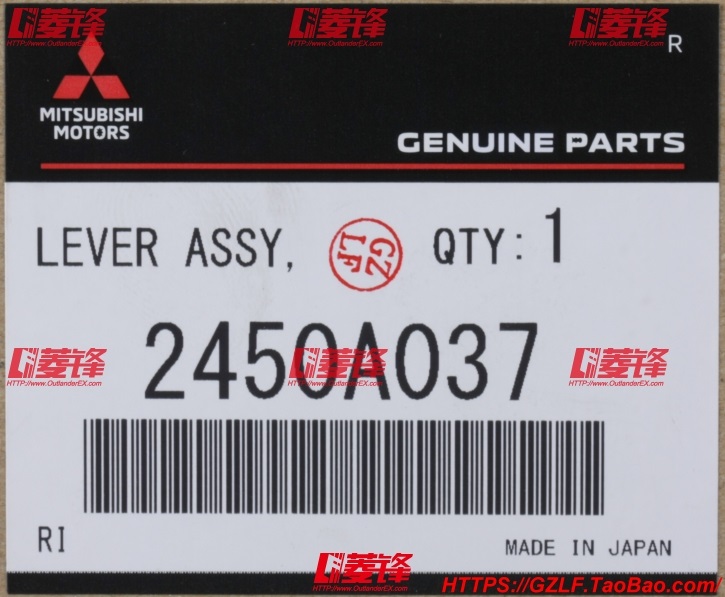 菱锋 菱锋 菱锋
HTTP://www.OutlanderEX.com HTTP://www.OutlanderEX.com HTTP://www.OutlanderEX.com
R
MITSUBISHI
MOTORS
GENUINE PARTS
LEVER ASSY, GZ LF QTY: 1
2450A037
菱锋 菱锋 菱锋
HTTP://www.OutlanderEX.com HTTP://www.OutlanderEX.com HTTP://www.OutlanderEX.com
RI MADE IN JAPAN
菱锋
HTTP://www.OutlanderEX.com
HTTPS://GZLF.TaoBao.com/